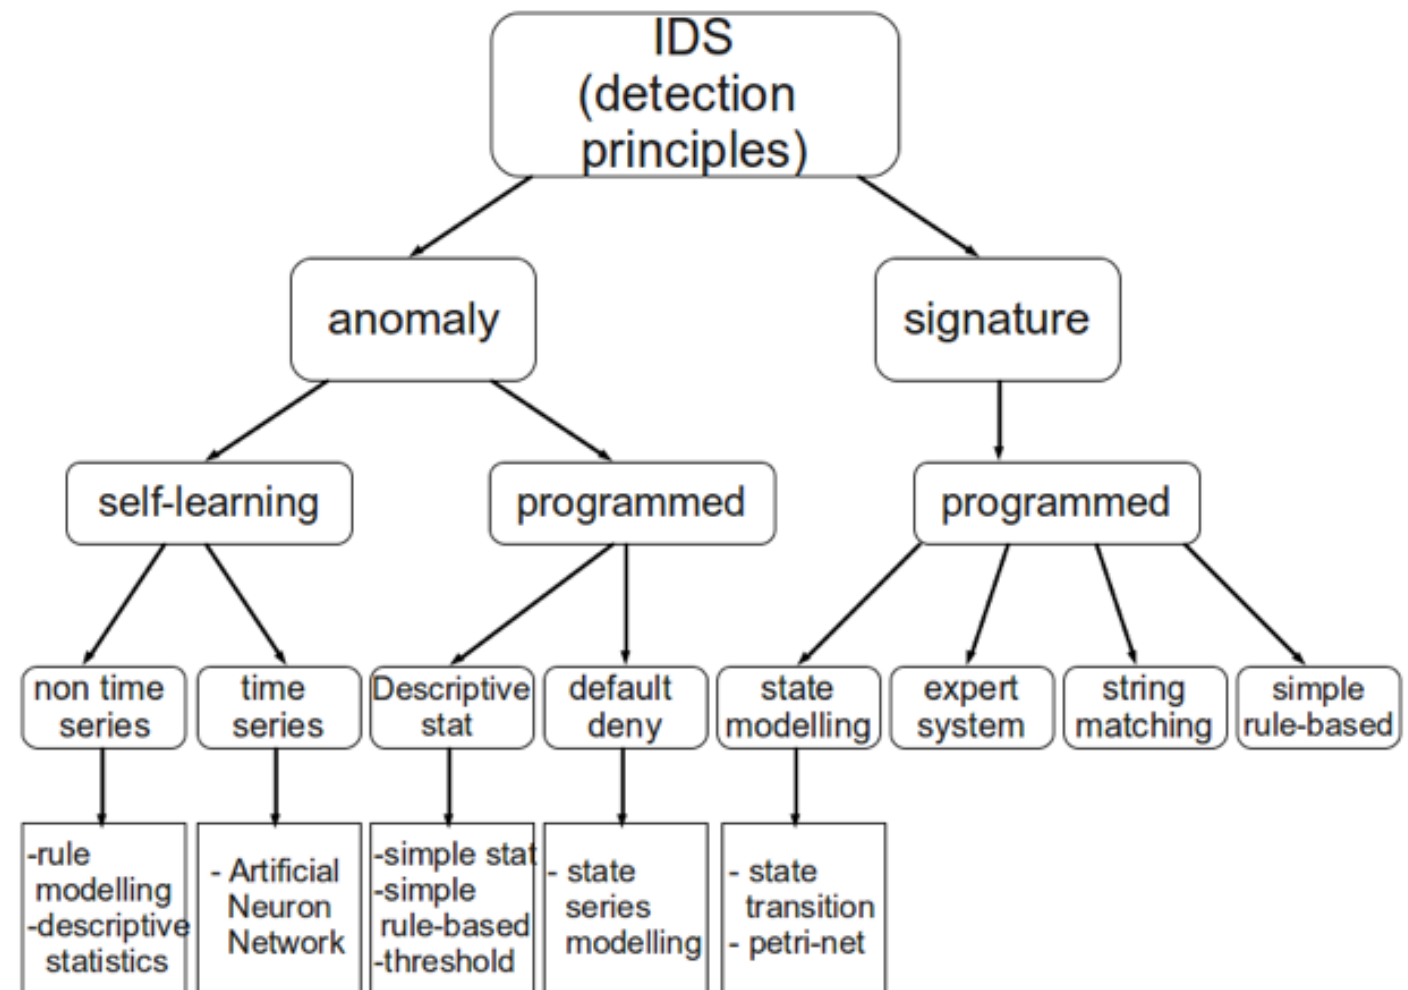 IDS
(detection
principles)
anomaly
signature
self-learning
programmed
programmed
non time
series
time
series
Descriptive
stat
default
deny
state
modelling
expert
system
string
matching
simple
rule-based
-rule
modelling
-descriptive
statistics
- Artificial
Neuron
Network
-simple stat
-simple
rule-based
-threshold
- state
series
modelling
- state
transition
- petri-net